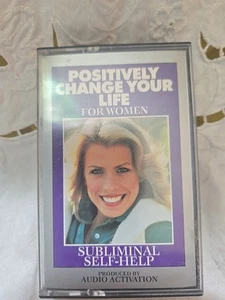 POSITIVELY
CHANGE YOUR
LIFE
FOR WOMEN
SUBLIMINAL
SELF-HELP
PRODUCED BY
AUDIO ACTIVATION